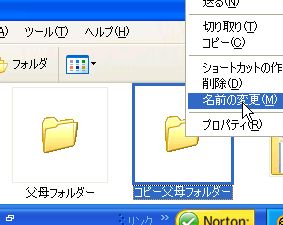 送る(N)
A) ツール(T) ヘルプ(H)
切り取り(T)
コピー(C)
フォルダ
ショートカットの作
削除(D)
名前の変更(M)
プロパティ(R)
父母フォルダー
コピー父母フォルダー
リンク »
Norton: